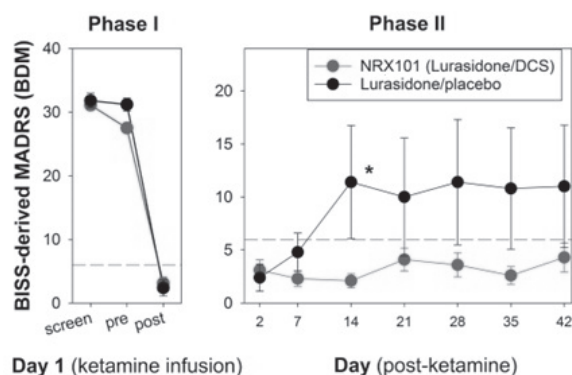 Phase I
Phase II
BISS-derived MADRS (BDM)
40
30
20
10
0
screen
pre
post
Day 1 (ketamine infusion)
NRX101 (Lurasidone/DCS)
Lurasidone/placebo
*
20
15
10
5
0
2
7
14
21
28
35
42
Day (post-ketamine)